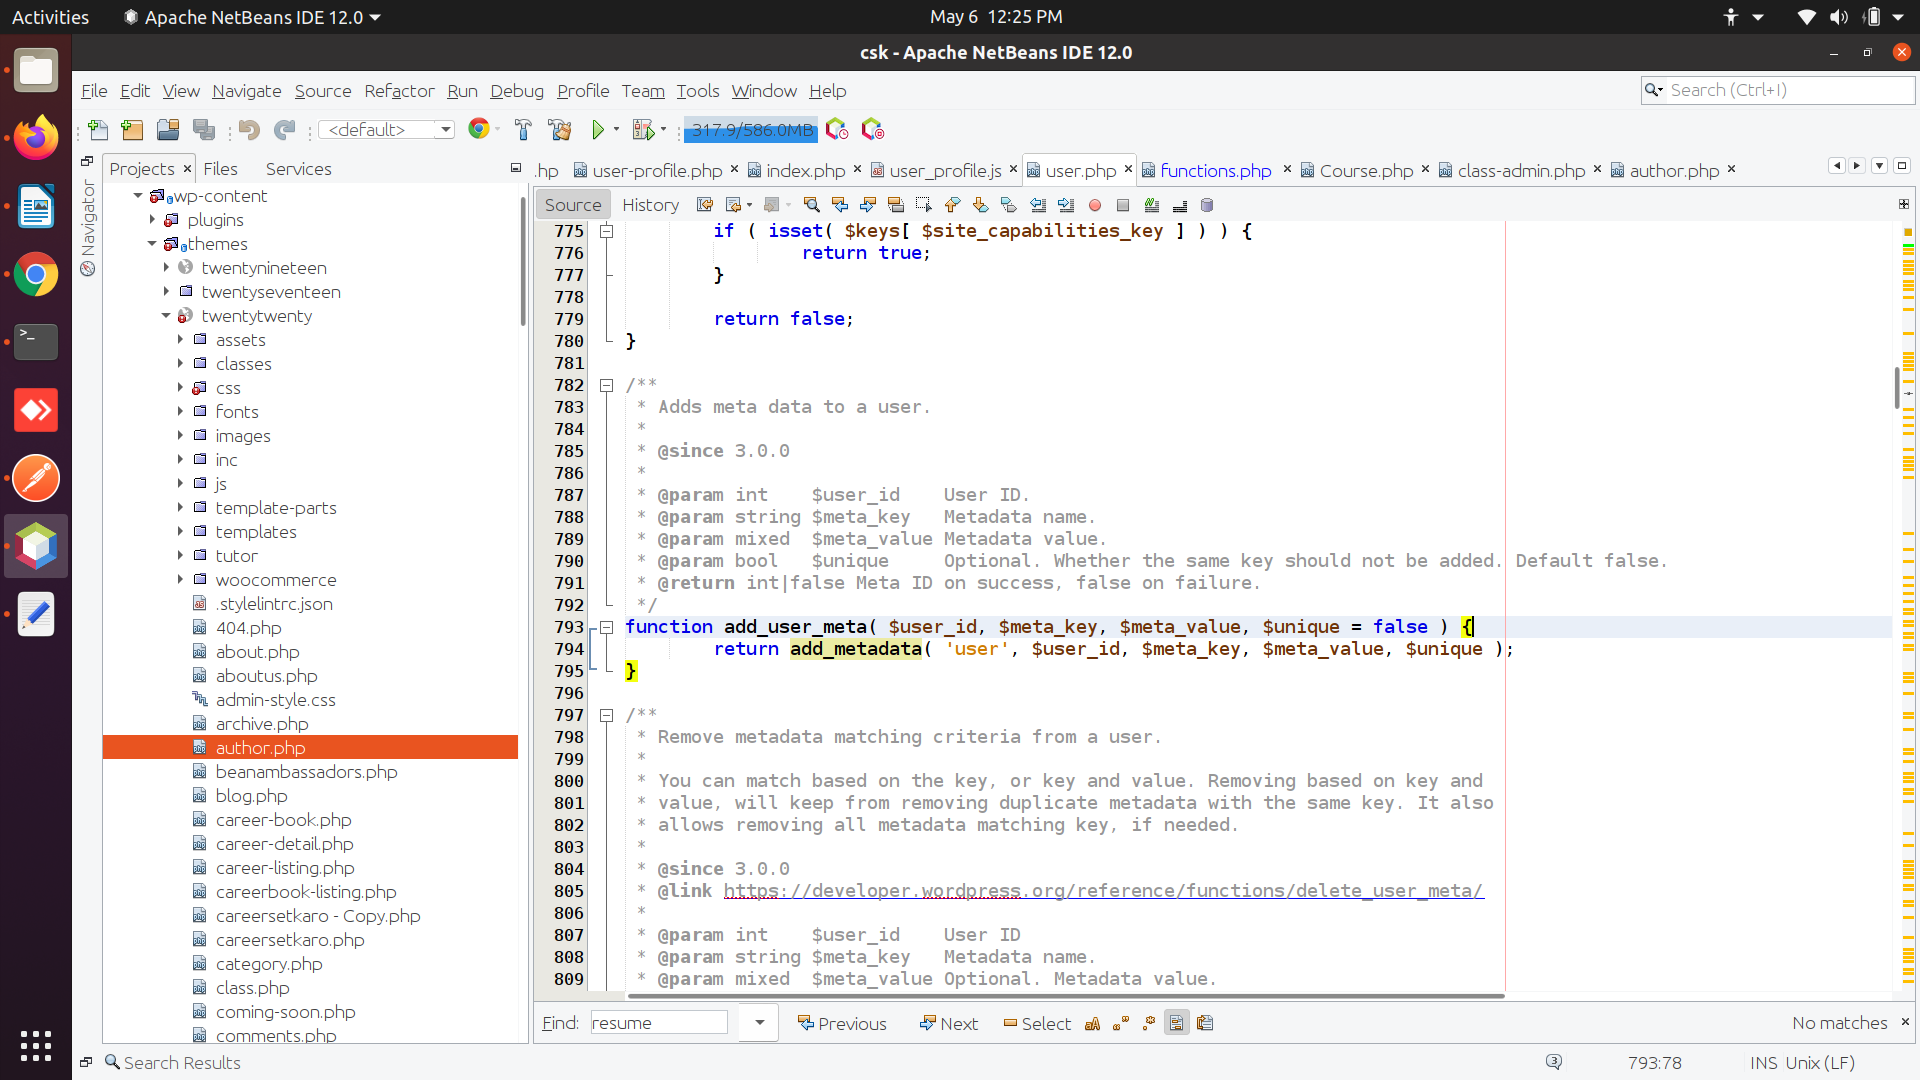 Activities
Apache NetBeans IDE 12.0
May 6 12:25 PM
csk - Apache NetBeans IDE 12.0
File Edit View Navigate Source Refactor Run Debug Profile Team Tools Window Help
Search (Ctrl+I)
<default>
317.9/586.0MB
Projects Files Services
.hp user-profile.php index.php user_profile.js user.php functions.php Course.php class-admin.php author.php
Navigator
Source History
wp-content
plugins
themes
twentynineteen
twentyseventeen
twentytwenty
assets
classes
css
fonts
images
inc
js
template-parts
templates
tutor
woocommerce
.stylelintrc.json
404.php
about.php
aboutus.php
admin-style.css
archive.php
author.php
beanambassadors.php
blog.php
career-book.php
career-detail.php
career-listing.php
careerbook-listing.php
careersetkaro - Copy.php
careersetkaro.php
category.php
class.php
coming-soon.php
comments.php
775 if ( isset( $keys[ $site_capabilities_key ] ) ) {
776 return true;
777 }
778
779 return false;
780 }
781
782 /**
783 * Adds meta data to a user.
784 *
785 * @since 3.0.0
786 *
787 * @param int $user_id User ID.
788 * @param string $meta_key Metadata name.
789 * @param mixed $meta_value Metadata value.
790 * @param bool $unique Optional. Whether the same key should not be added. Default false.
791 * @return int|false Meta ID on success, false on failure.
792 */
793 function add_user_meta( $user_id, $meta_key, $meta_value, $unique = false ) {
794 return add_metadata( 'user', $user_id, $meta_key, $meta_value, $unique );
795 }
796
797 /**
798 * Remove metadata matching criteria from a user.
799 *
800 * You can match based on the key, or key and value. Removing based on key and
801 * value, will keep from removing duplicate metadata with the same key. It also
802 * allows removing all metadata matching key, if needed.
803 *
804 * @since 3.0.0
805 * @link https://developer.wordpress.org/reference/functions/delete_user_meta/
806 *
807 * @param int $user_id User ID
808 * @param string $meta_key Metadata name.
809 * @param mixed $meta_value Optional. Metadata value.
Find: resume Previous Next Select No matches
Search Results
3 793:78 INS Unix (LF)